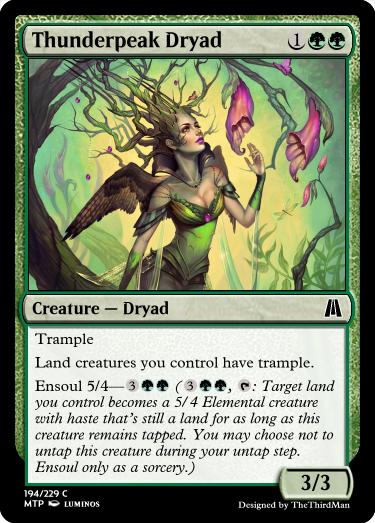 Thunderpeak Dryad 1
Creature — Dryad
Trample
Land creatures you control have trample.
Ensoul 5/4—3 (3, : Target land
you control becomes a 5/4 Elemental creature
with haste that's still a land for as long as this
creature remains tapped. You may choose not to
untap this creature during your untap step.
Ensoul only as a sorcery.)
3/3
194/229 C
MTP LUMINOS
Designed by TheThirdMan